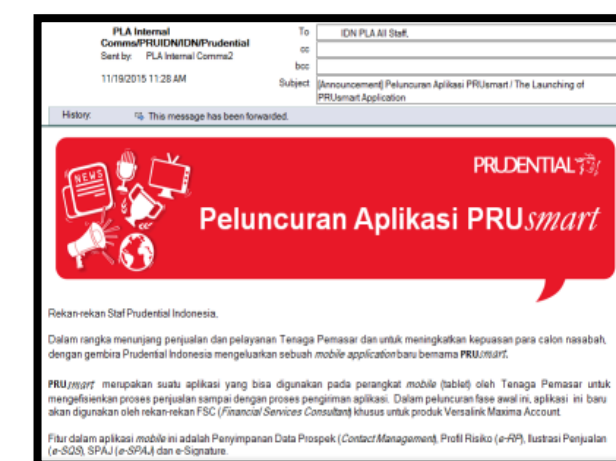 PLA Internal
Comms/PRUIDN/IDN/Prudential
Sent by: PLA Internal Comms2
11/19/2015 11:28 AM
To IDN PLA All Staff,
cc
bcc
Subject [Announcement] Peluncuran Aplikasi PRUsmart / The Launching of
PRUsmart Application
History: This message has been forwarded.
NEWS
PRUDENTIAL
Peluncuran Aplikasi PRUsmart
Rekan-rekan Staf Prudential Indonesia,
Dalam rangka menunjang penjualan dan pelayanan Tenaga Pemasar dan untuk meningkatkan kepuasan para calon nasabah,
dengan gembira Prudential Indonesia mengeluarkan sebuah mobile application baru bernama PRUsmart.
PRUsmart merupakan suatu aplikasi yang bisa digunakan pada perangkat mobile (tablet) oleh Tenaga Pemasar untuk
mengefisienkan proses penjualan sampai dengan proses pengiriman aplikasi. Dalam peluncuran fase awal ini, aplikasi ini baru
akan digunakan oleh rekan-rekan FSC (Financial Services Consultant) khusus untuk produk Versalink Maxima Account.
Fitur dalam aplikasi mobile ini adalah Penyimpanan Data Prospek (Contact Management), Profil Risiko (e-RP), Ilustrasi Penjualan
(e-SQS), SPAJ (e-SPAJ) dan e-Signature.